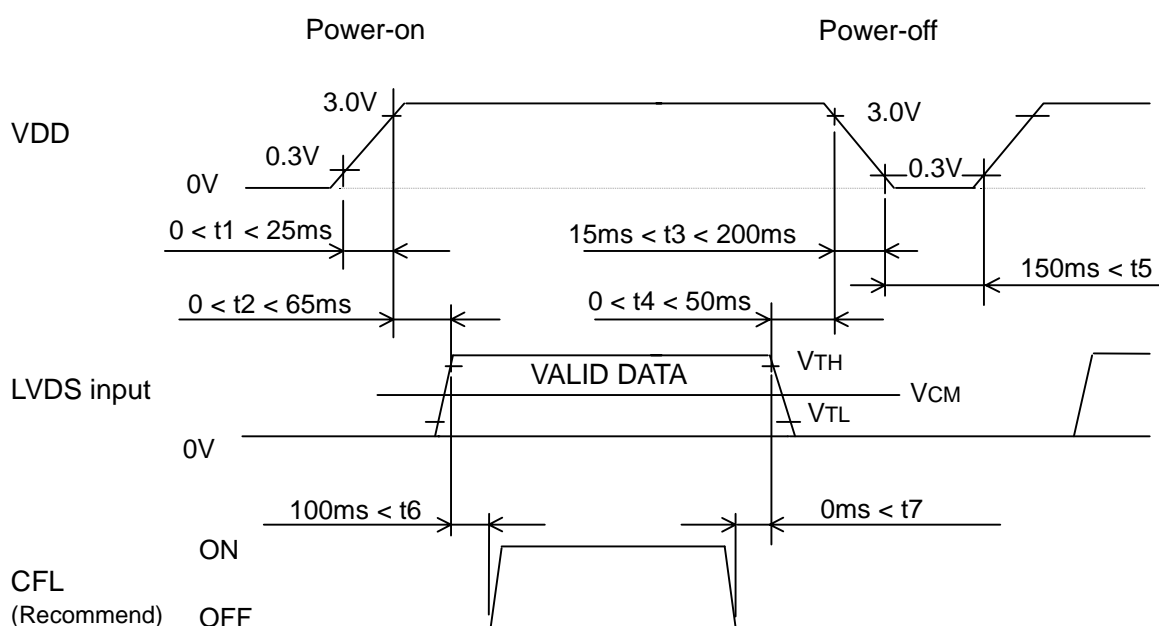 Power-on
Power-off
VDD
3.0V
3.0V
0.3V
0.3V
0V
0 < t1 < 25ms
15ms < t3 < 200ms
150ms < t5
0 < t2 < 65ms
0 < t4 < 50ms
LVDS input
VALID DATA
VTH
VCM
VTL
0V
100ms < t6
0ms < t7
ON
CFL
(Recommend)
OFF